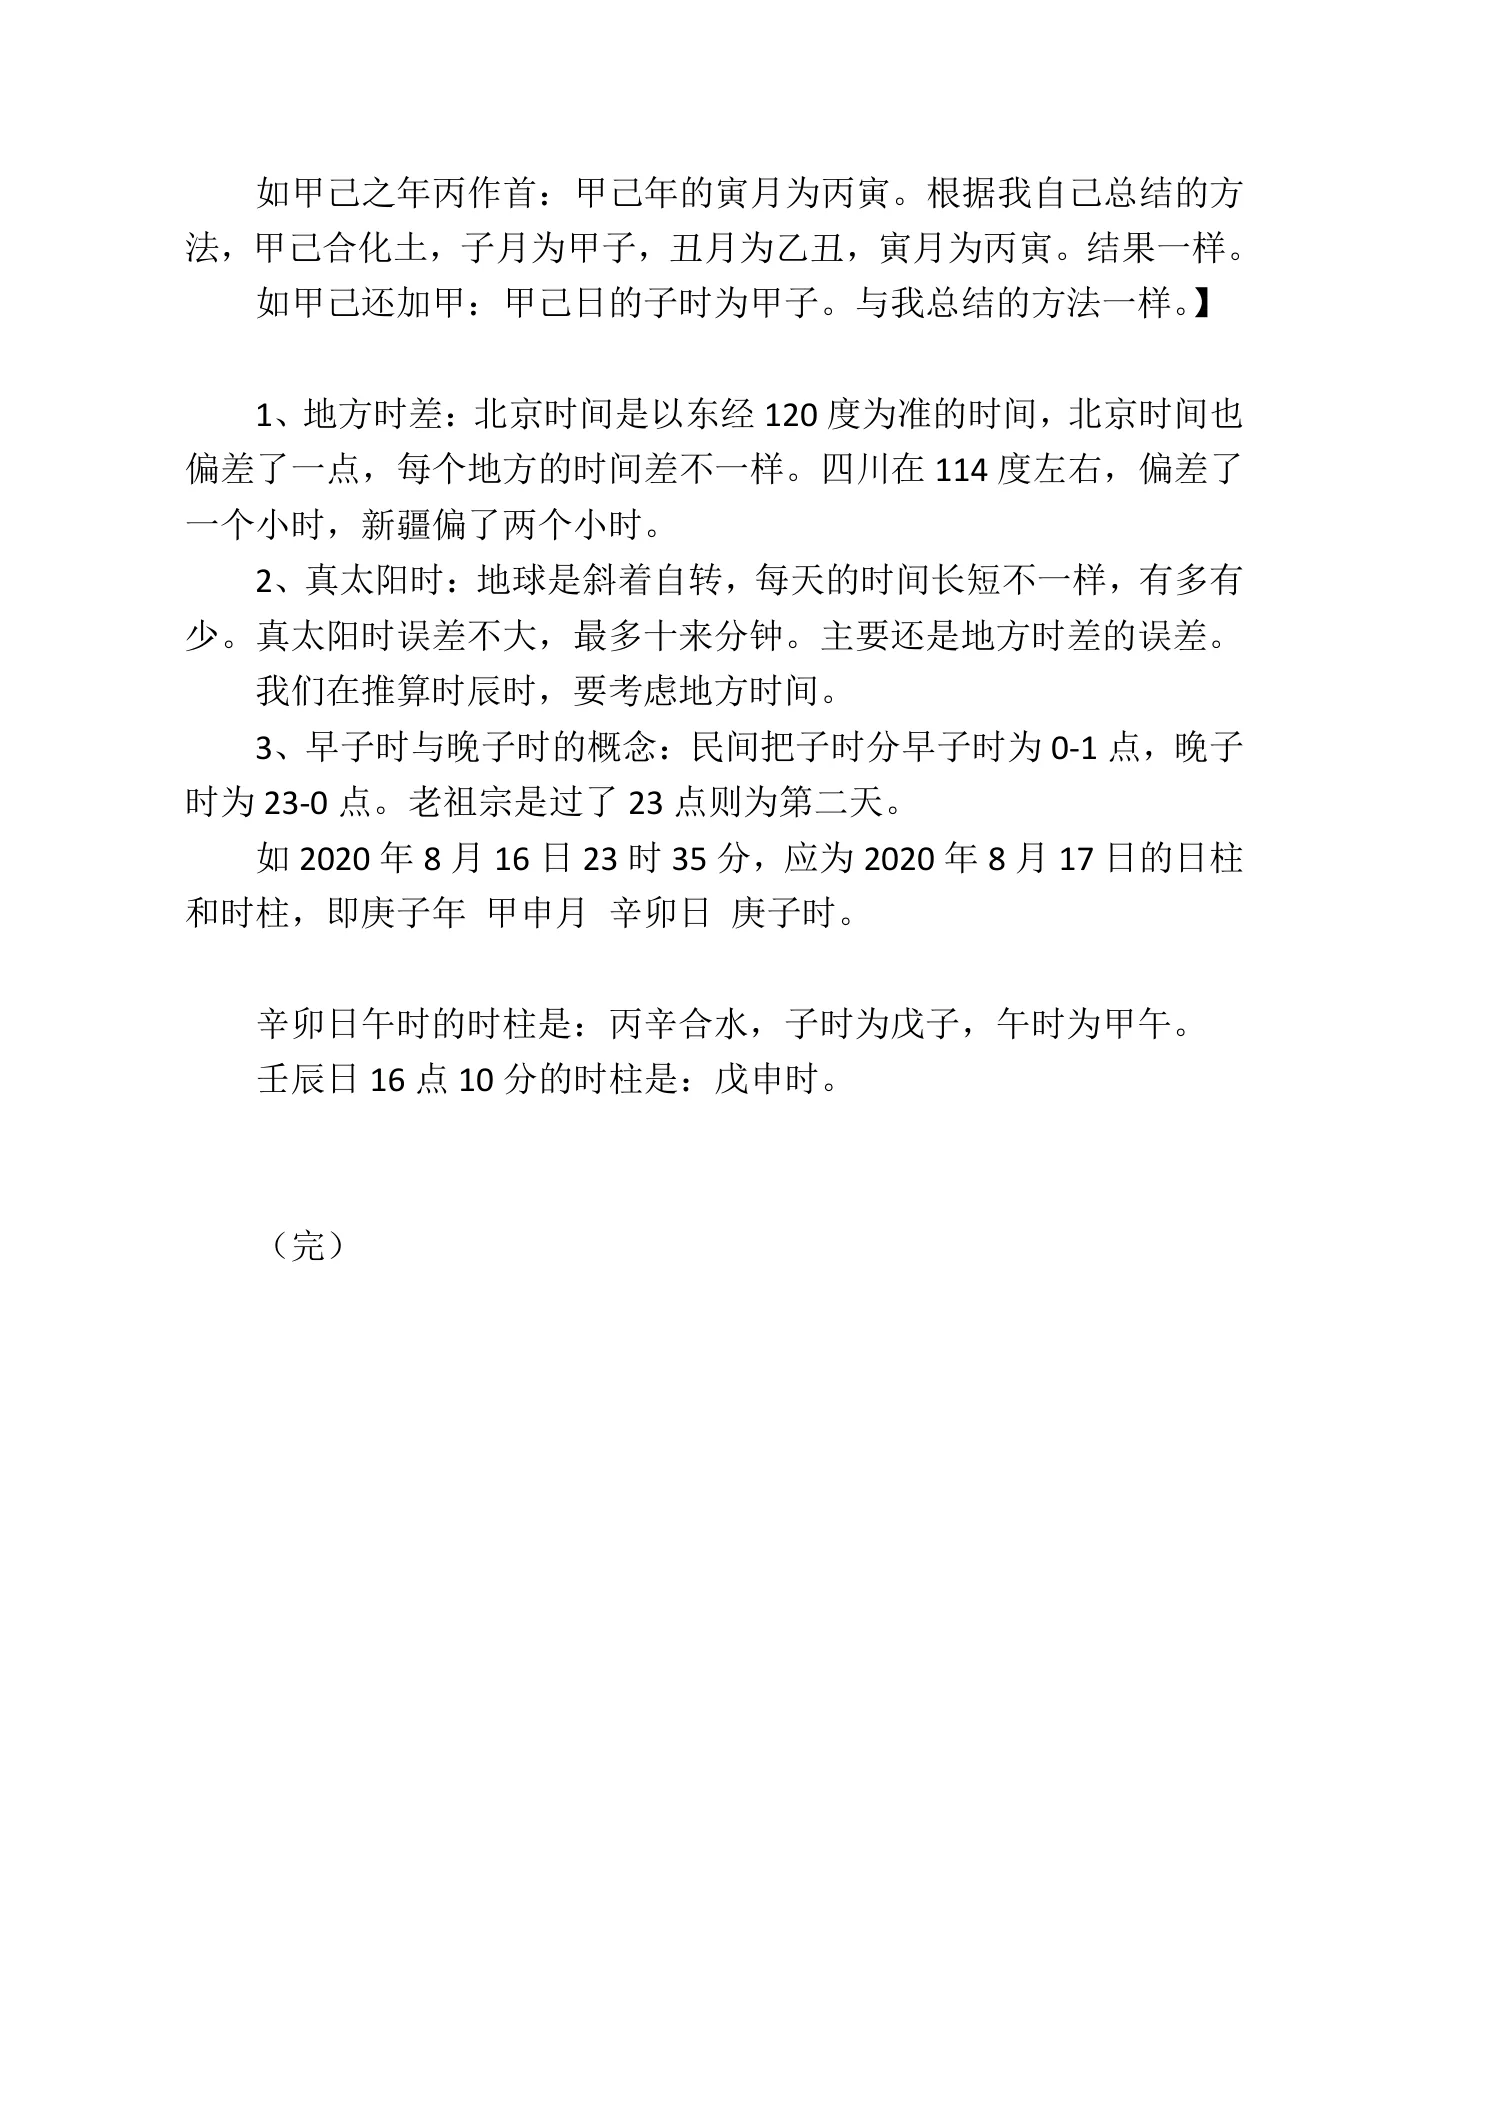 如甲己之年丙作首：甲己年的寅月为丙寅。根据我自己总结的方
法，甲己合化土，子月为甲子，丑月为乙丑，寅月为丙寅。结果一样。
如甲己还加甲：甲己日的子时为甲子。与我总结的方法一样。】
1、地方时差：北京时间是以东经 120 度为准的时间，北京时间也
偏差了一点，每个地方的时间差不一样。四川在 114 度左右，偏差了
一个小时，新疆偏了两个小时。
2、真太阳时：地球是斜着自转，每天的时间长短不一样，有多有
少。真太阳时误差不大，最多十来分钟。主要还是地方时差的误差。
我们在推算时辰时，要考虑地方时间。
3、早子时与晚子时的概念：民间把子时分早子时为 0-1 点，晚子
时为 23-0 点。老祖宗是过了 23 点则为第二天。
如 2020 年 8 月 16 日 23 时 35 分，应为 2020 年 8 月 17 日的日柱
和时柱，即庚子年 甲申月 辛卯日 庚子时。
辛卯日午时的时柱是：丙辛合水，子时为戊子，午时为甲午。
壬辰日 16 点 10 分的时柱是：戊申时。
（完）